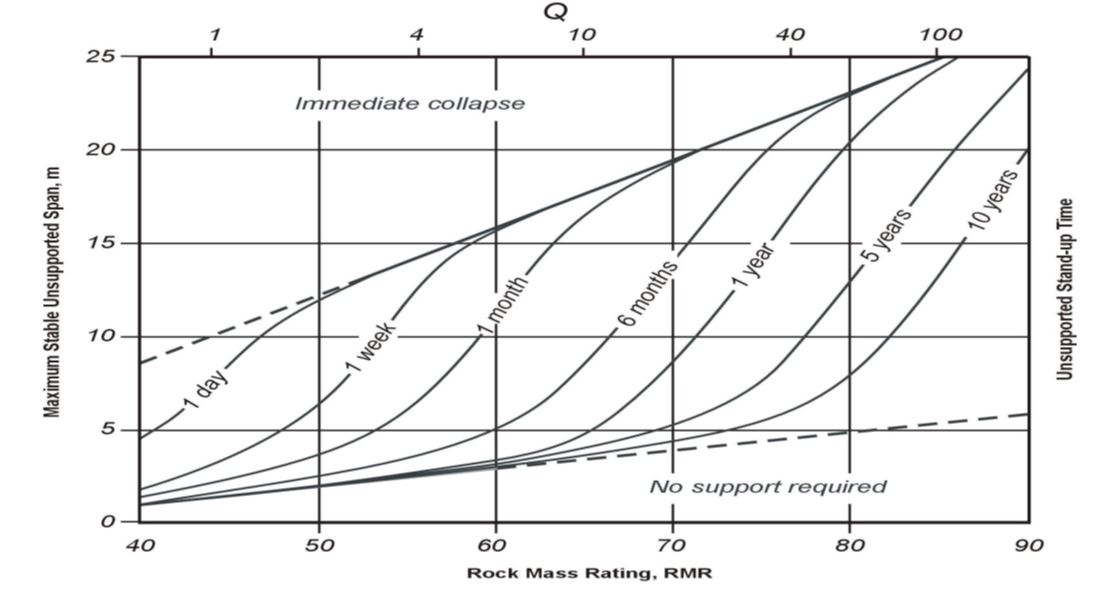 Q
1 4 10 40 100
25
Immediate collapse
20
15
10
5
0
Maximum Stable Unsupported Span, m
1 day
1 week
1 month
6 months
1 year
5 years
10 years
Unsupported Stand-up Time
No support required
40 50 60 70 80 90
Rock Mass Rating, RMR